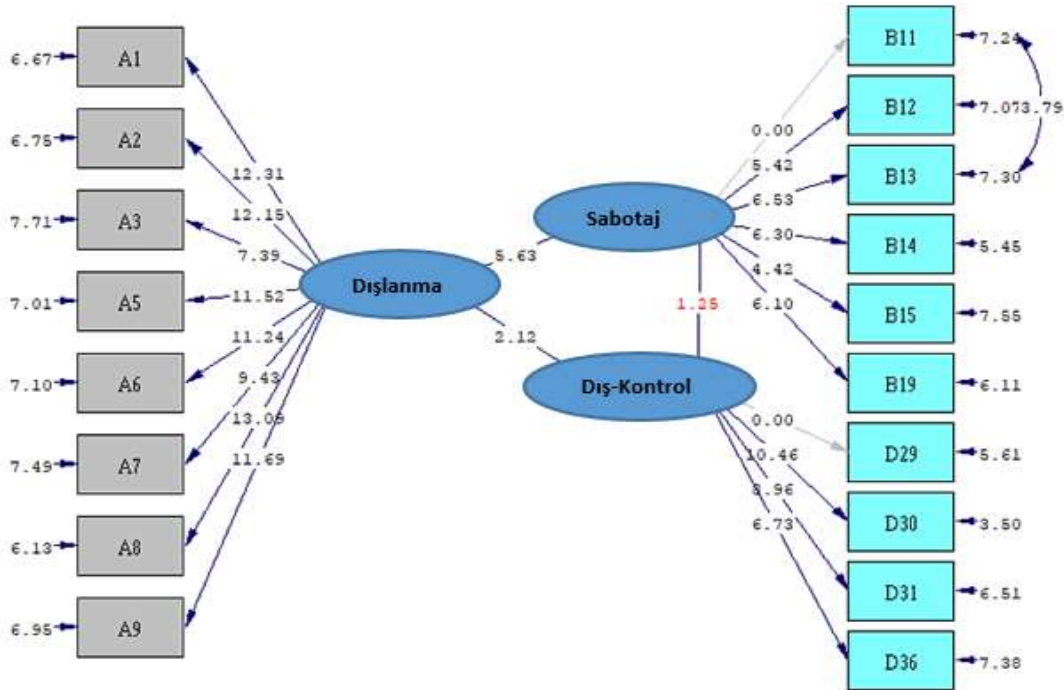 6.67 A1
6.75 A2
7.71 A3
7.01 A5
7.10 A6
7.49 A7
6.13 A8
6.95 A9
12.31
12.15
7.39
11.52
11.24
9.43
13.09
11.69
Dışlanma
5.63
2.12
Sabotaj
1.25
Dış-Kontrol
0.00
5.42
6.53
6.30
4.42
6.10
0.00
10.46
8.96
6.73
B11 7.24
B12 7.07 3.79
B13 7.30
B14 5.45
B15 7.55
B19 6.11
D29 5.61
D30 3.50
D31 6.51
D36 7.38